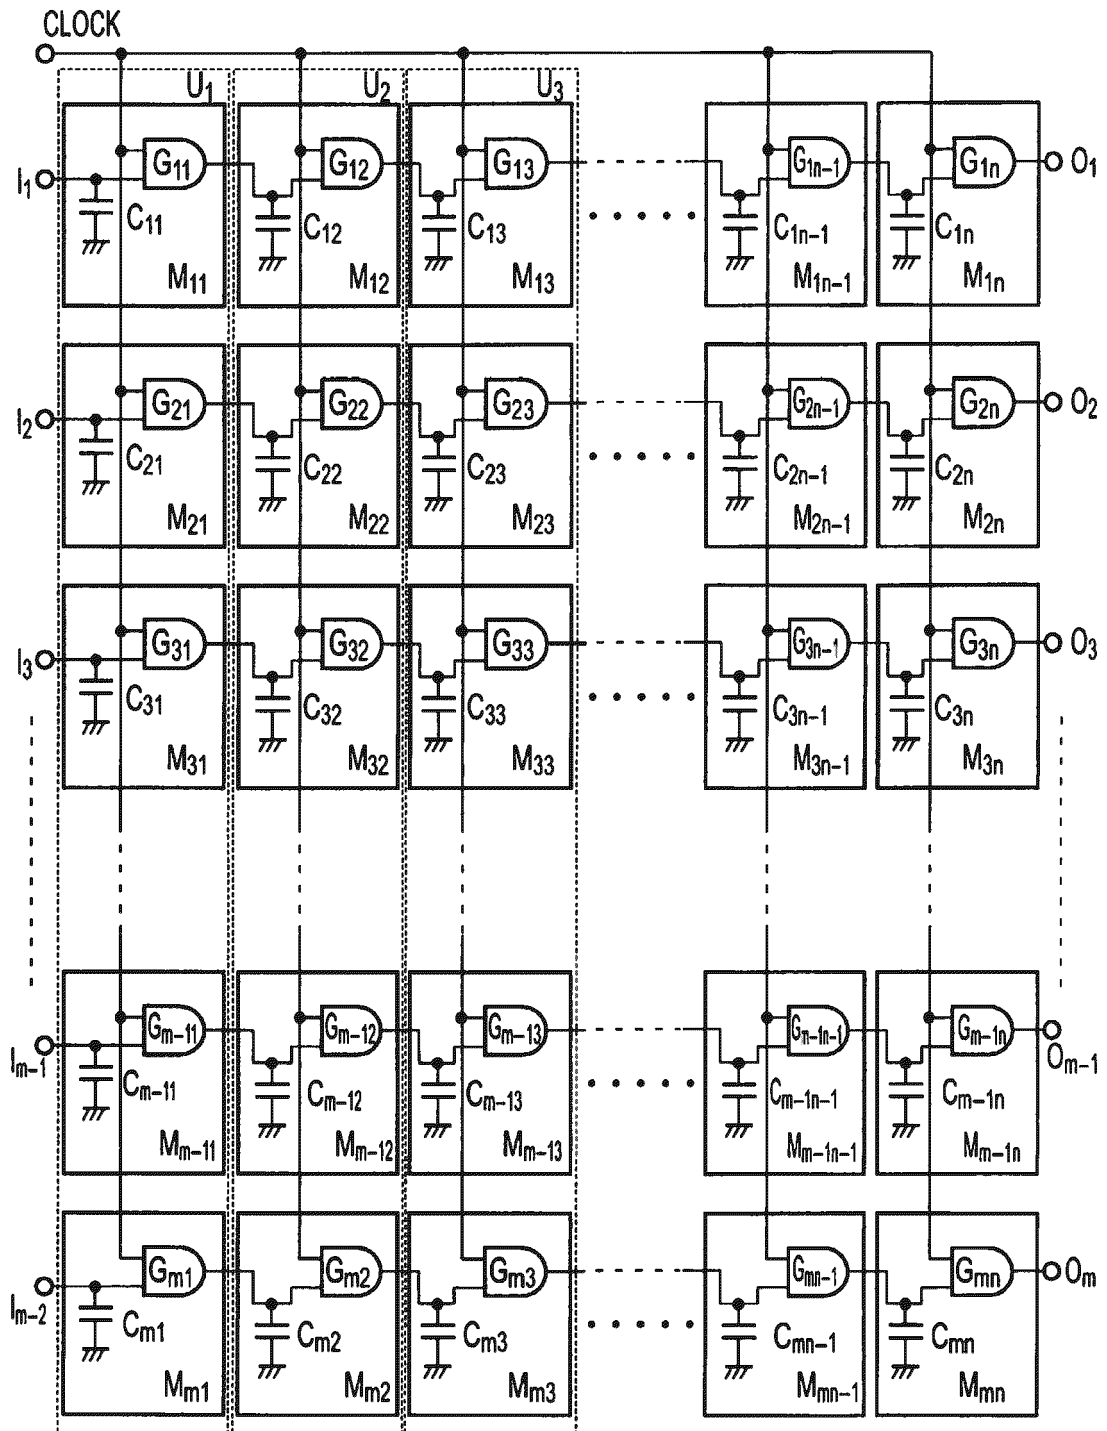 CLOCK
U1 U2 U3
G11 G12 G13 G1n-1 G1n
I1 O1
C11 C12 C13 C1n-1 C1n
M11 M12 M13 M1n-1 M1n
G21 G22 G23 G2n-1 G2n
I2 O2
C21 C22 C23 C2n-1 C2n
M21 M22 M23 M2n-1 M2n
G31 G32 G33 G3n-1 G3n
I3 O3
C31 C32 C33 C3n-1 C3n
M31 M32 M33 M3n-1 M3n
Gm-11 Gm-12 Gm-13 Gm-1n-1 Gm-1n
Im-1 Om-1
Cm-11 Cm-12 Cm-13 Cm-1n-1 Cm-1n
Mm-11 Mm-12 Mm-13 Mm-1n-1 Mm-1n
Gm1 Gm2 Gm3 Gmn-1 Gmn
Im-2 Om
Cm1 Cm2 Cm3 Cmn-1 Cmn
Mm1 Mm2 Mm3 Mmn-1 Mmn